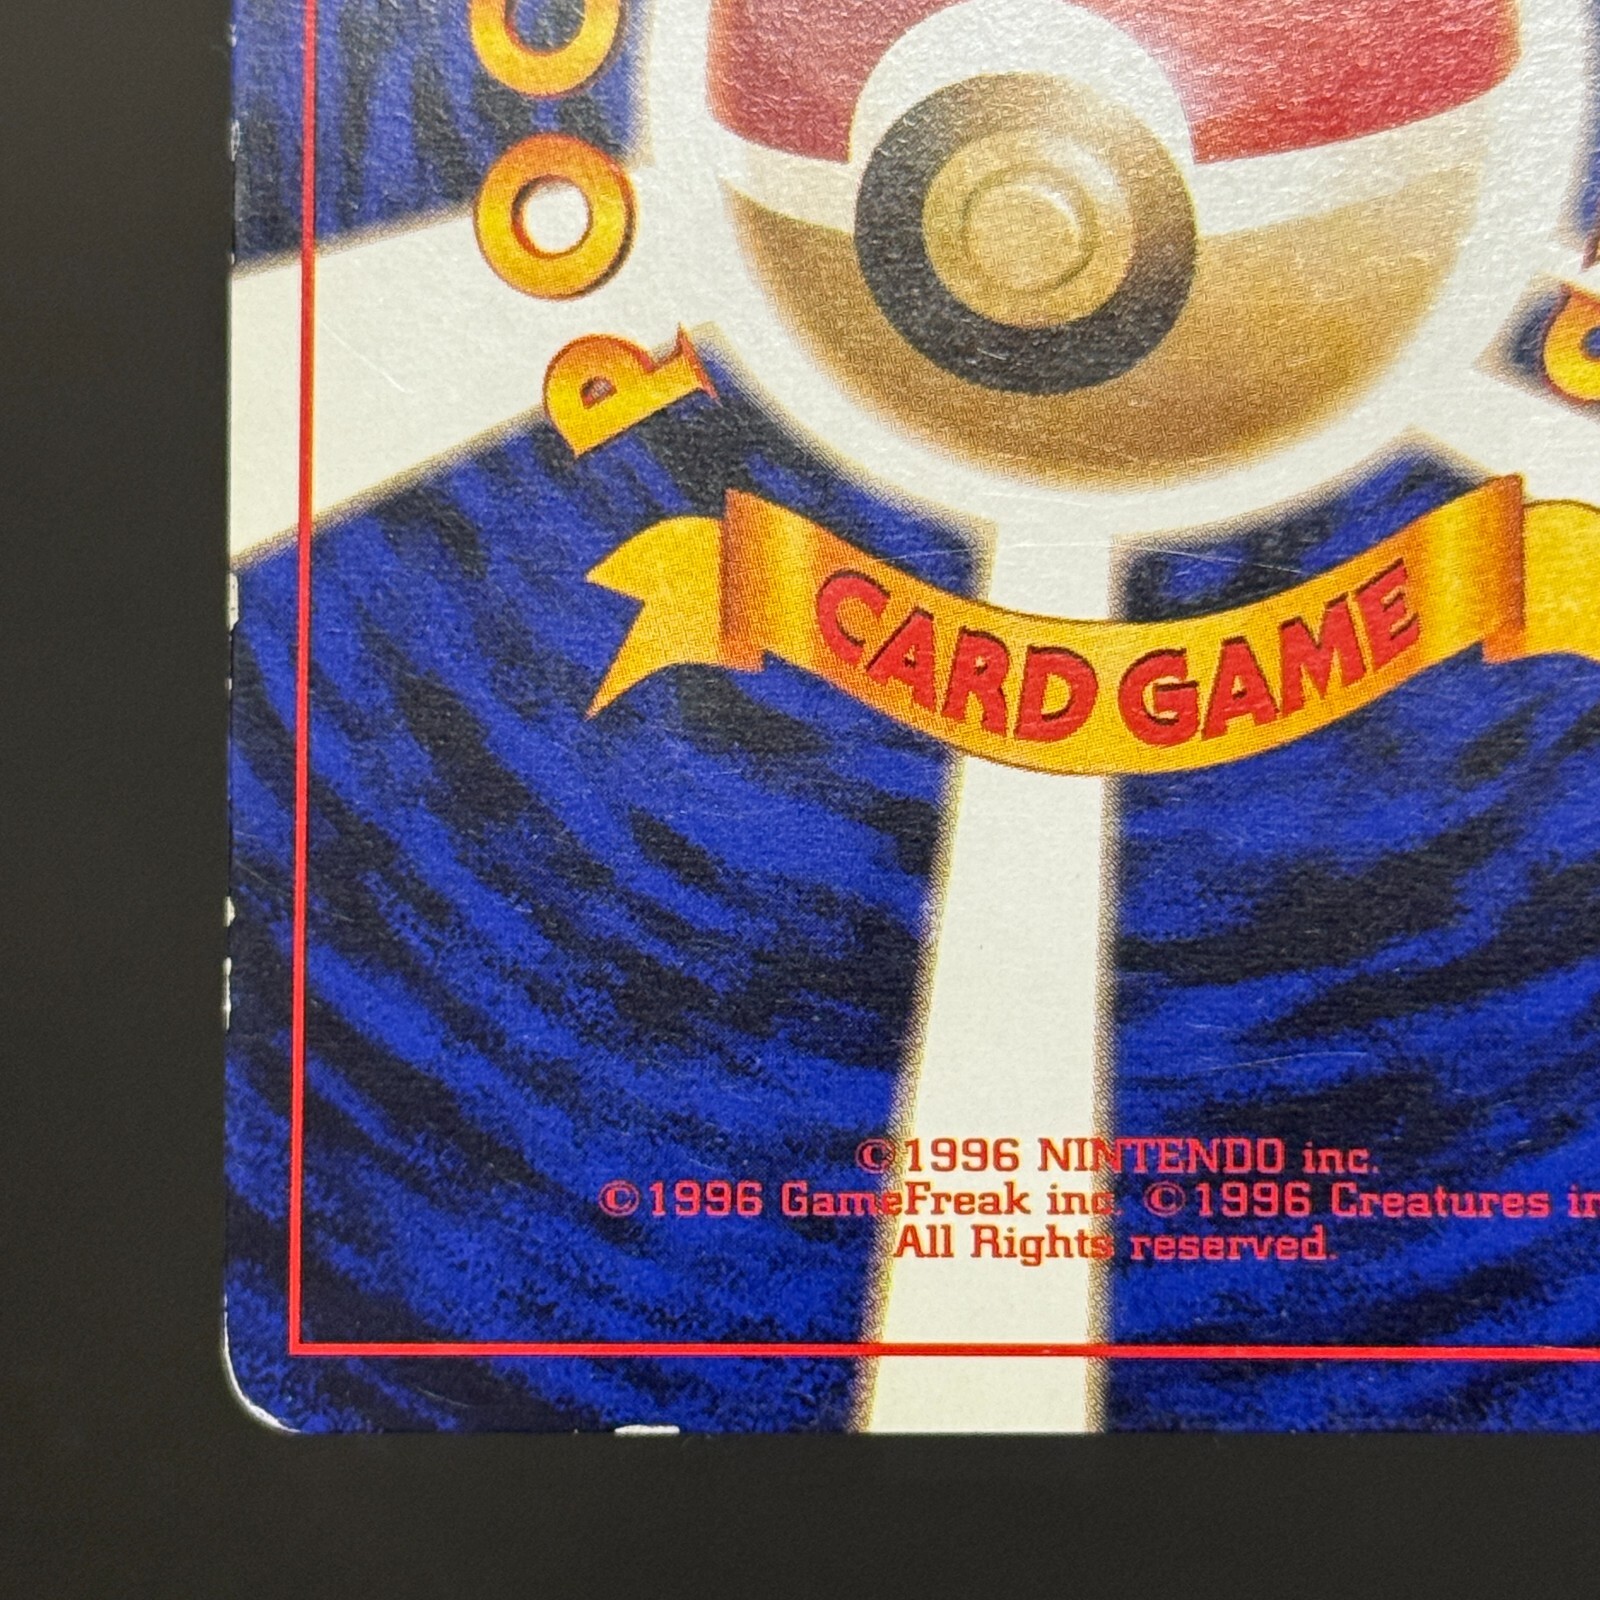 CARD GAME
©1996 NINTENDO inc.
©1996 GameFreak inc. ©1996 Creatures
All Rights reserved.